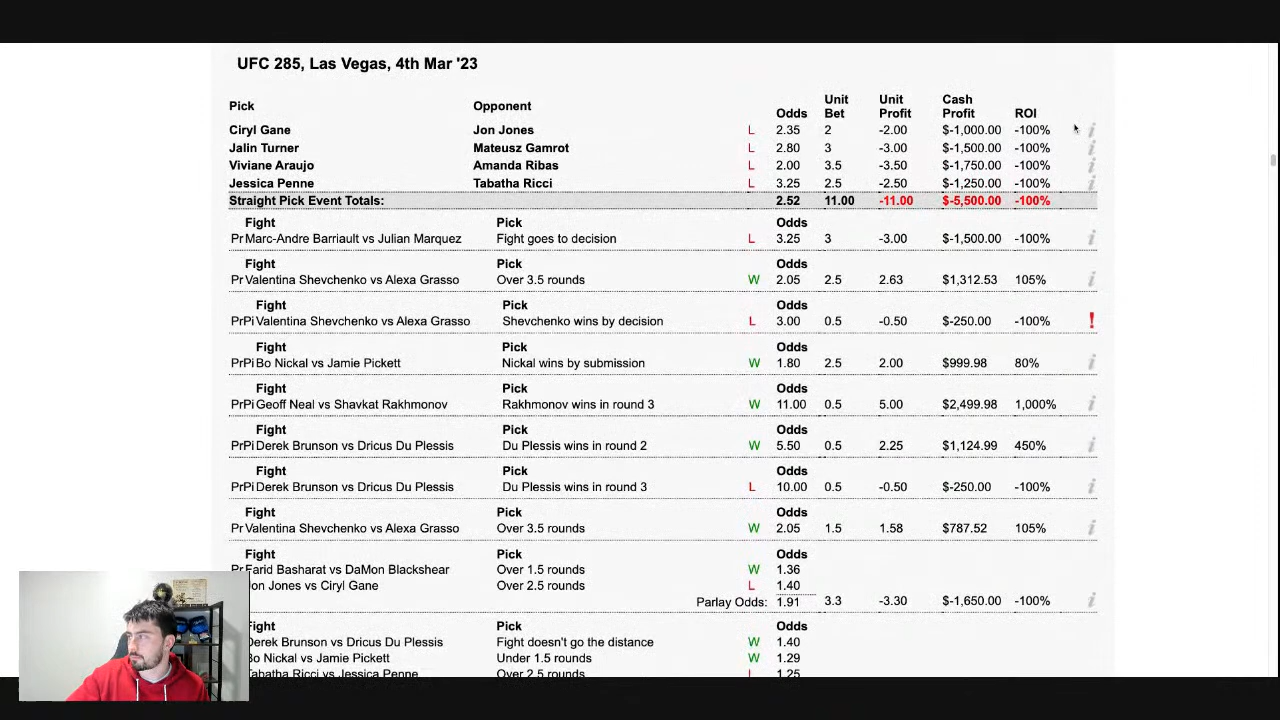 UFC 285, Las Vegas, 4th Mar '23
Pick Opponent Odds Unit Bet Unit Profit Cash Profit ROI
Ciryl Gane Jon Jones L 2.35 2 -2.00 $-1,000.00 -100%
Jalin Turner Mateusz Gamrot L 2.80 3 -3.00 $-1,500.00 -100%
Viviane Araujo Amanda Ribas L 2.00 3.5 -3.50 $-1,750.00 -100%
Jessica Penne Tabatha Ricci L 3.25 2.5 -2.50 $-1,250.00 -100%
Straight Pick Event Totals: 2.52 11.00 -11.00 $-5,500.00 -100%
Fight Pick Odds
Pr Marc-Andre Barriault vs Julian Marquez Fight goes to decision L 3.25 3 -3.00 $-1,500.00 -100%
Fight Pick Odds
Pr Valentina Shevchenko vs Alexa Grasso Over 3.5 rounds W 2.05 2.5 2.63 $1,312.53 105%
Fight Pick Odds
PrPi Valentina Shevchenko vs Alexa Grasso Shevchenko wins by decision L 3.00 0.5 -0.50 $-250.00 -100% !
Fight Pick Odds
PrPi Bo Nickal vs Jamie Pickett Nickal wins by submission W 1.80 2.5 2.00 $999.98 80%
Fight Pick Odds
PrPi Geoff Neal vs Shavkat Rakhmonov Rakhmonov wins in round 3 W 11.00 0.5 5.00 $2,499.98 1,000%
Fight Pick Odds
PrPi Derek Brunson vs Dricus Du Plessis Du Plessis wins in round 2 W 5.50 0.5 2.25 $1,124.99 450%
Fight Pick Odds
PrPi Derek Brunson vs Dricus Du Plessis Du Plessis wins in round 3 L 10.00 0.5 -0.50 $-250.00 -100%
Fight Pick Odds
Pr Valentina Shevchenko vs Alexa Grasso Over 3.5 rounds W 2.05 1.5 1.58 $787.52 105%
Fight Pick Odds
Pr Farid Basharat vs DaMon Blackshear Over 1.5 rounds W 1.36
on Jones vs Ciryl Gane Over 2.5 rounds L 1.40
Parlay Odds: 1.91 3.3 -3.30 $-1,650.00 -100%
Fight Pick Odds
Derek Brunson vs Dricus Du Plessis Fight doesn't go the distance W 1.40
Bo Nickal vs Jamie Pickett Under 1.5 rounds W 1.29
Tabatha Ricci vs Jessica Penne Over 2.5 rounds L 1.25